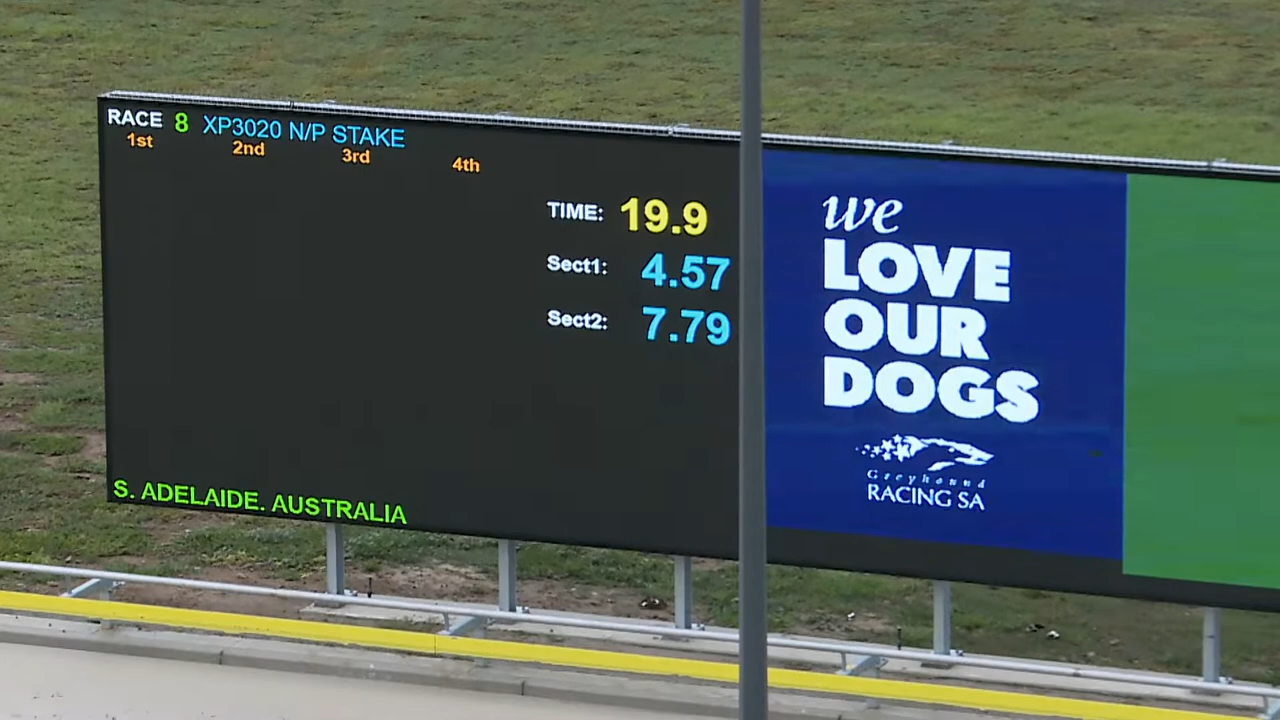 RACE 8 XP3020 N/P STAKE
1st 2nd 3rd 4th
TIME: 19.9
Sect1: 4.57
Sect2: 7.79
S. ADELAIDE. AUSTRALIA
we
LOVE
OUR
DOGS
Greyhound
RACING SA